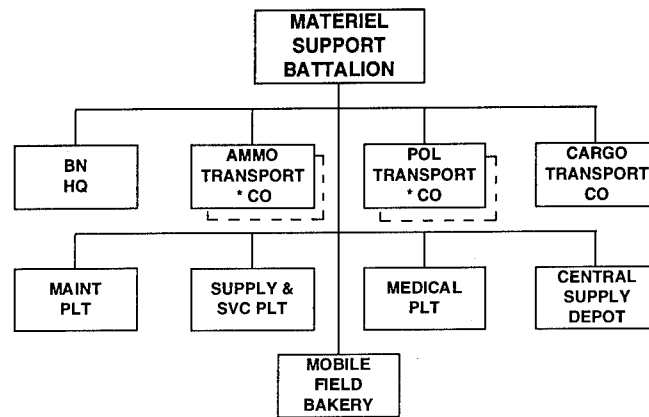 MATERIEL
SUPPORT
BATTALION
BN
HQ
AMMO
TRANSPORT
* CO
POL
TRANSPORT
* CO
CARGO
TRANSPORT
CO
MAINT
PLT
SUPPLY &
SVC PLT
MEDICAL
PLT
CENTRAL
SUPPLY
DEPOT
MOBILE
FIELD
BAKERY